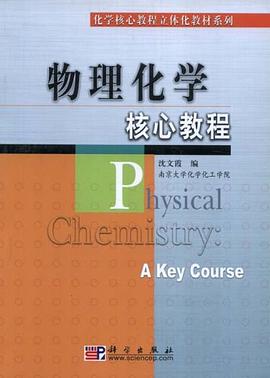 化学核心教程立体化教材系列
物理化学
核心教程
沈文霞 编
南京大学化学化工学院
Physical
Chemistry:
A Key Course
科学出版社
www.sciencep.com